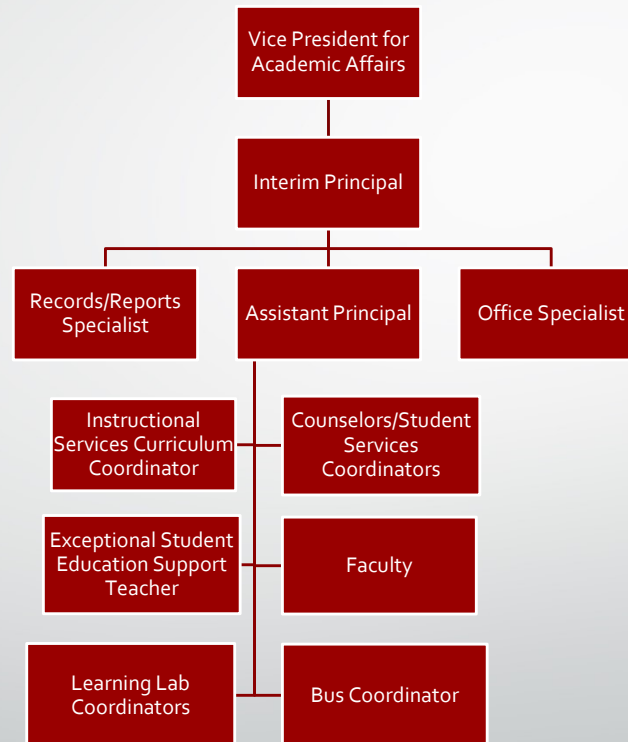 Vice President for
Academic Affairs
Interim Principal
Records/Reports
Specialist
Assistant Principal
Office Specialist
Instructional
Services Curriculum
Coordinator
Counselors/Student
Services
Coordinators
Exceptional Student
Education Support
Teacher
Faculty
Learning Lab
Coordinators
Bus Coordinator